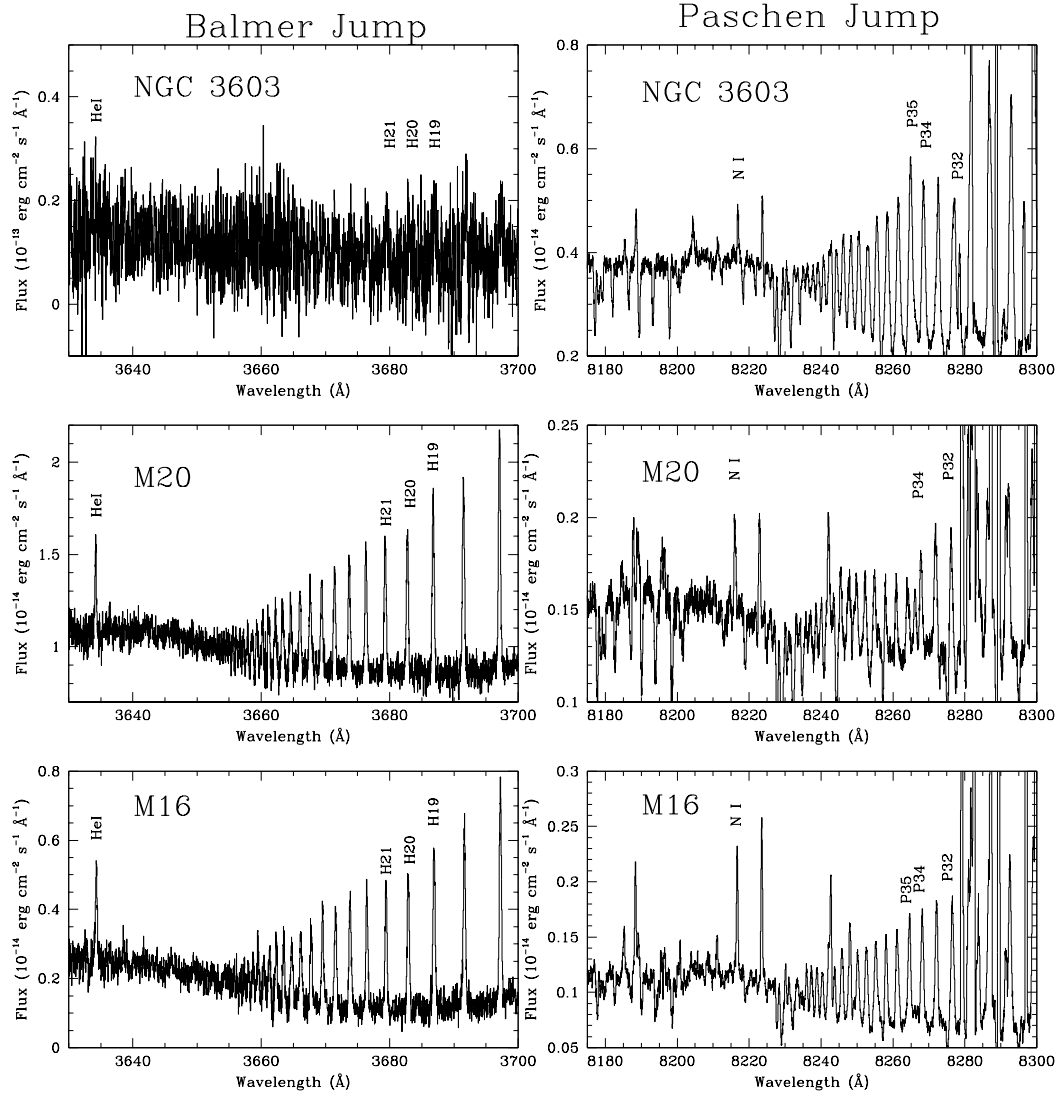 Balmer Jump
Paschen Jump
NGC 3603
HeI
H21
H20
H19
0.4
0.2
0
Flux (10⁻¹³ erg cm⁻² s⁻¹ Å⁻¹)
3640 3660 3680 3700
Wavelength (Å)
NGC 3603
N I
P35
P34
P32
0.8
0.6
0.4
0.2
Flux (10⁻¹⁴ erg cm⁻² s⁻¹ Å⁻¹)
8180 8200 8220 8240 8260 8280 8300
Wavelength (Å)
M20
HeI
H21
H20
H19
2
1.5
1
Flux (10⁻¹⁴ erg cm⁻² s⁻¹ Å⁻¹)
3640 3660 3680 3700
Wavelength (Å)
M20
N I
P34
P32
0.25
0.2
0.15
0.1
Flux (10⁻¹⁴ erg cm⁻² s⁻¹ Å⁻¹)
8180 8200 8220 8240 8260 8280 8300
Wavelength (Å)
M16
HeI
H21
H20
H19
0.8
0.6
0.4
0.2
0
Flux (10⁻¹⁴ erg cm⁻² s⁻¹ Å⁻¹)
3640 3660 3680 3700
Wavelength (Å)
M16
N I
P35
P34
P32
0.3
0.25
0.2
0.15
0.1
0.05
Flux (10⁻¹⁴ erg cm⁻² s⁻¹ Å⁻¹)
8180 8200 8220 8240 8260 8280 8300
Wavelength (Å)